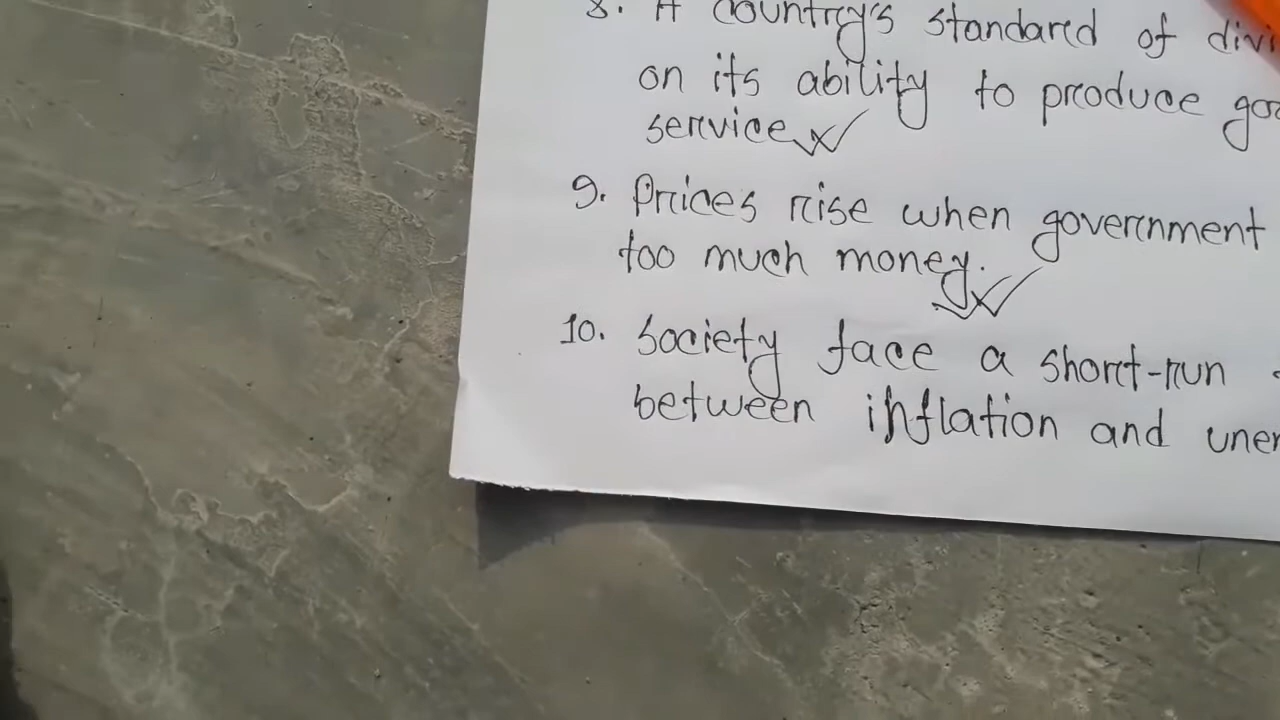 8. A country's standard of
on its ability to produce
service
9. Prices rise when government
too much money.
10. Society face a short-run
between inflation and